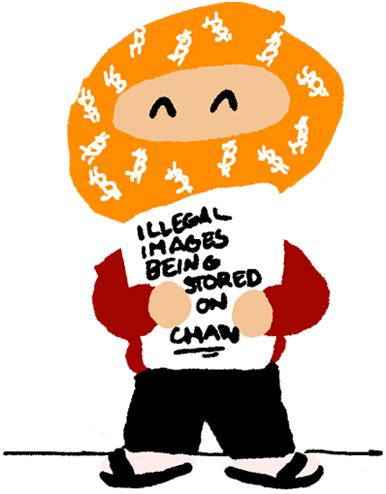 ILLEGAL
IMAGES
BEING
STORED
ON
CHAIN